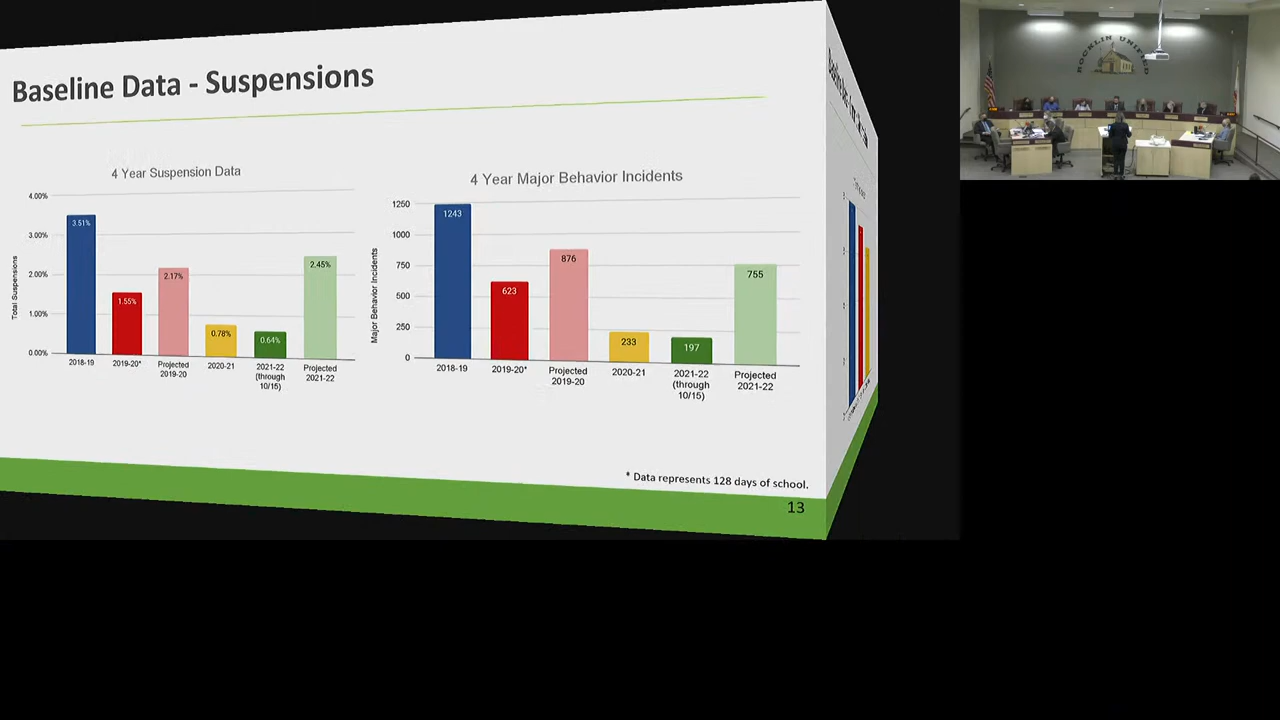 Baseline Data - Suspensions
4 Year Suspension Data
Total Suspensions
4.00%
3.00%
2.00%
1.00%
0.00%
3.51%
1.55%
2.17%
0.78%
0.64%
2.45%
2018-19
2019-20*
Projected
2019-20
2020-21
2021-22
(through
10/15)
Projected
2021-22
4 Year Major Behavior Incidents
Major Behavior Incidents
1250
1000
750
500
250
0
1243
623
876
233
197
755
2018-19
2019-20*
Projected
2019-20
2020-21
2021-22
(through
10/15)
Projected
2021-22
* Data represents 128 days of school.
13
ROCKLIN UNIFIED